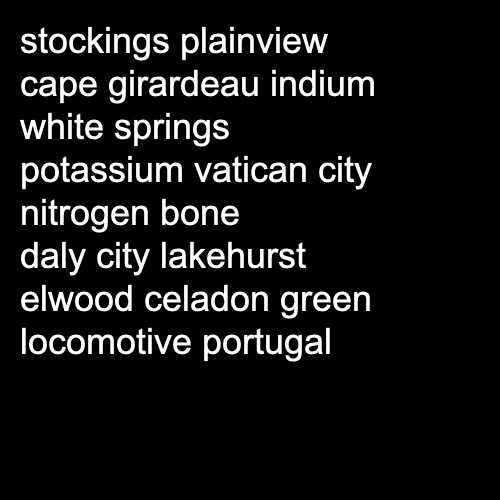 stockings plainview
cape girardeau indium
white springs
potassium vatican city
nitrogen bone
daly city lakehurst
elwood celadon green
locomotive portugal